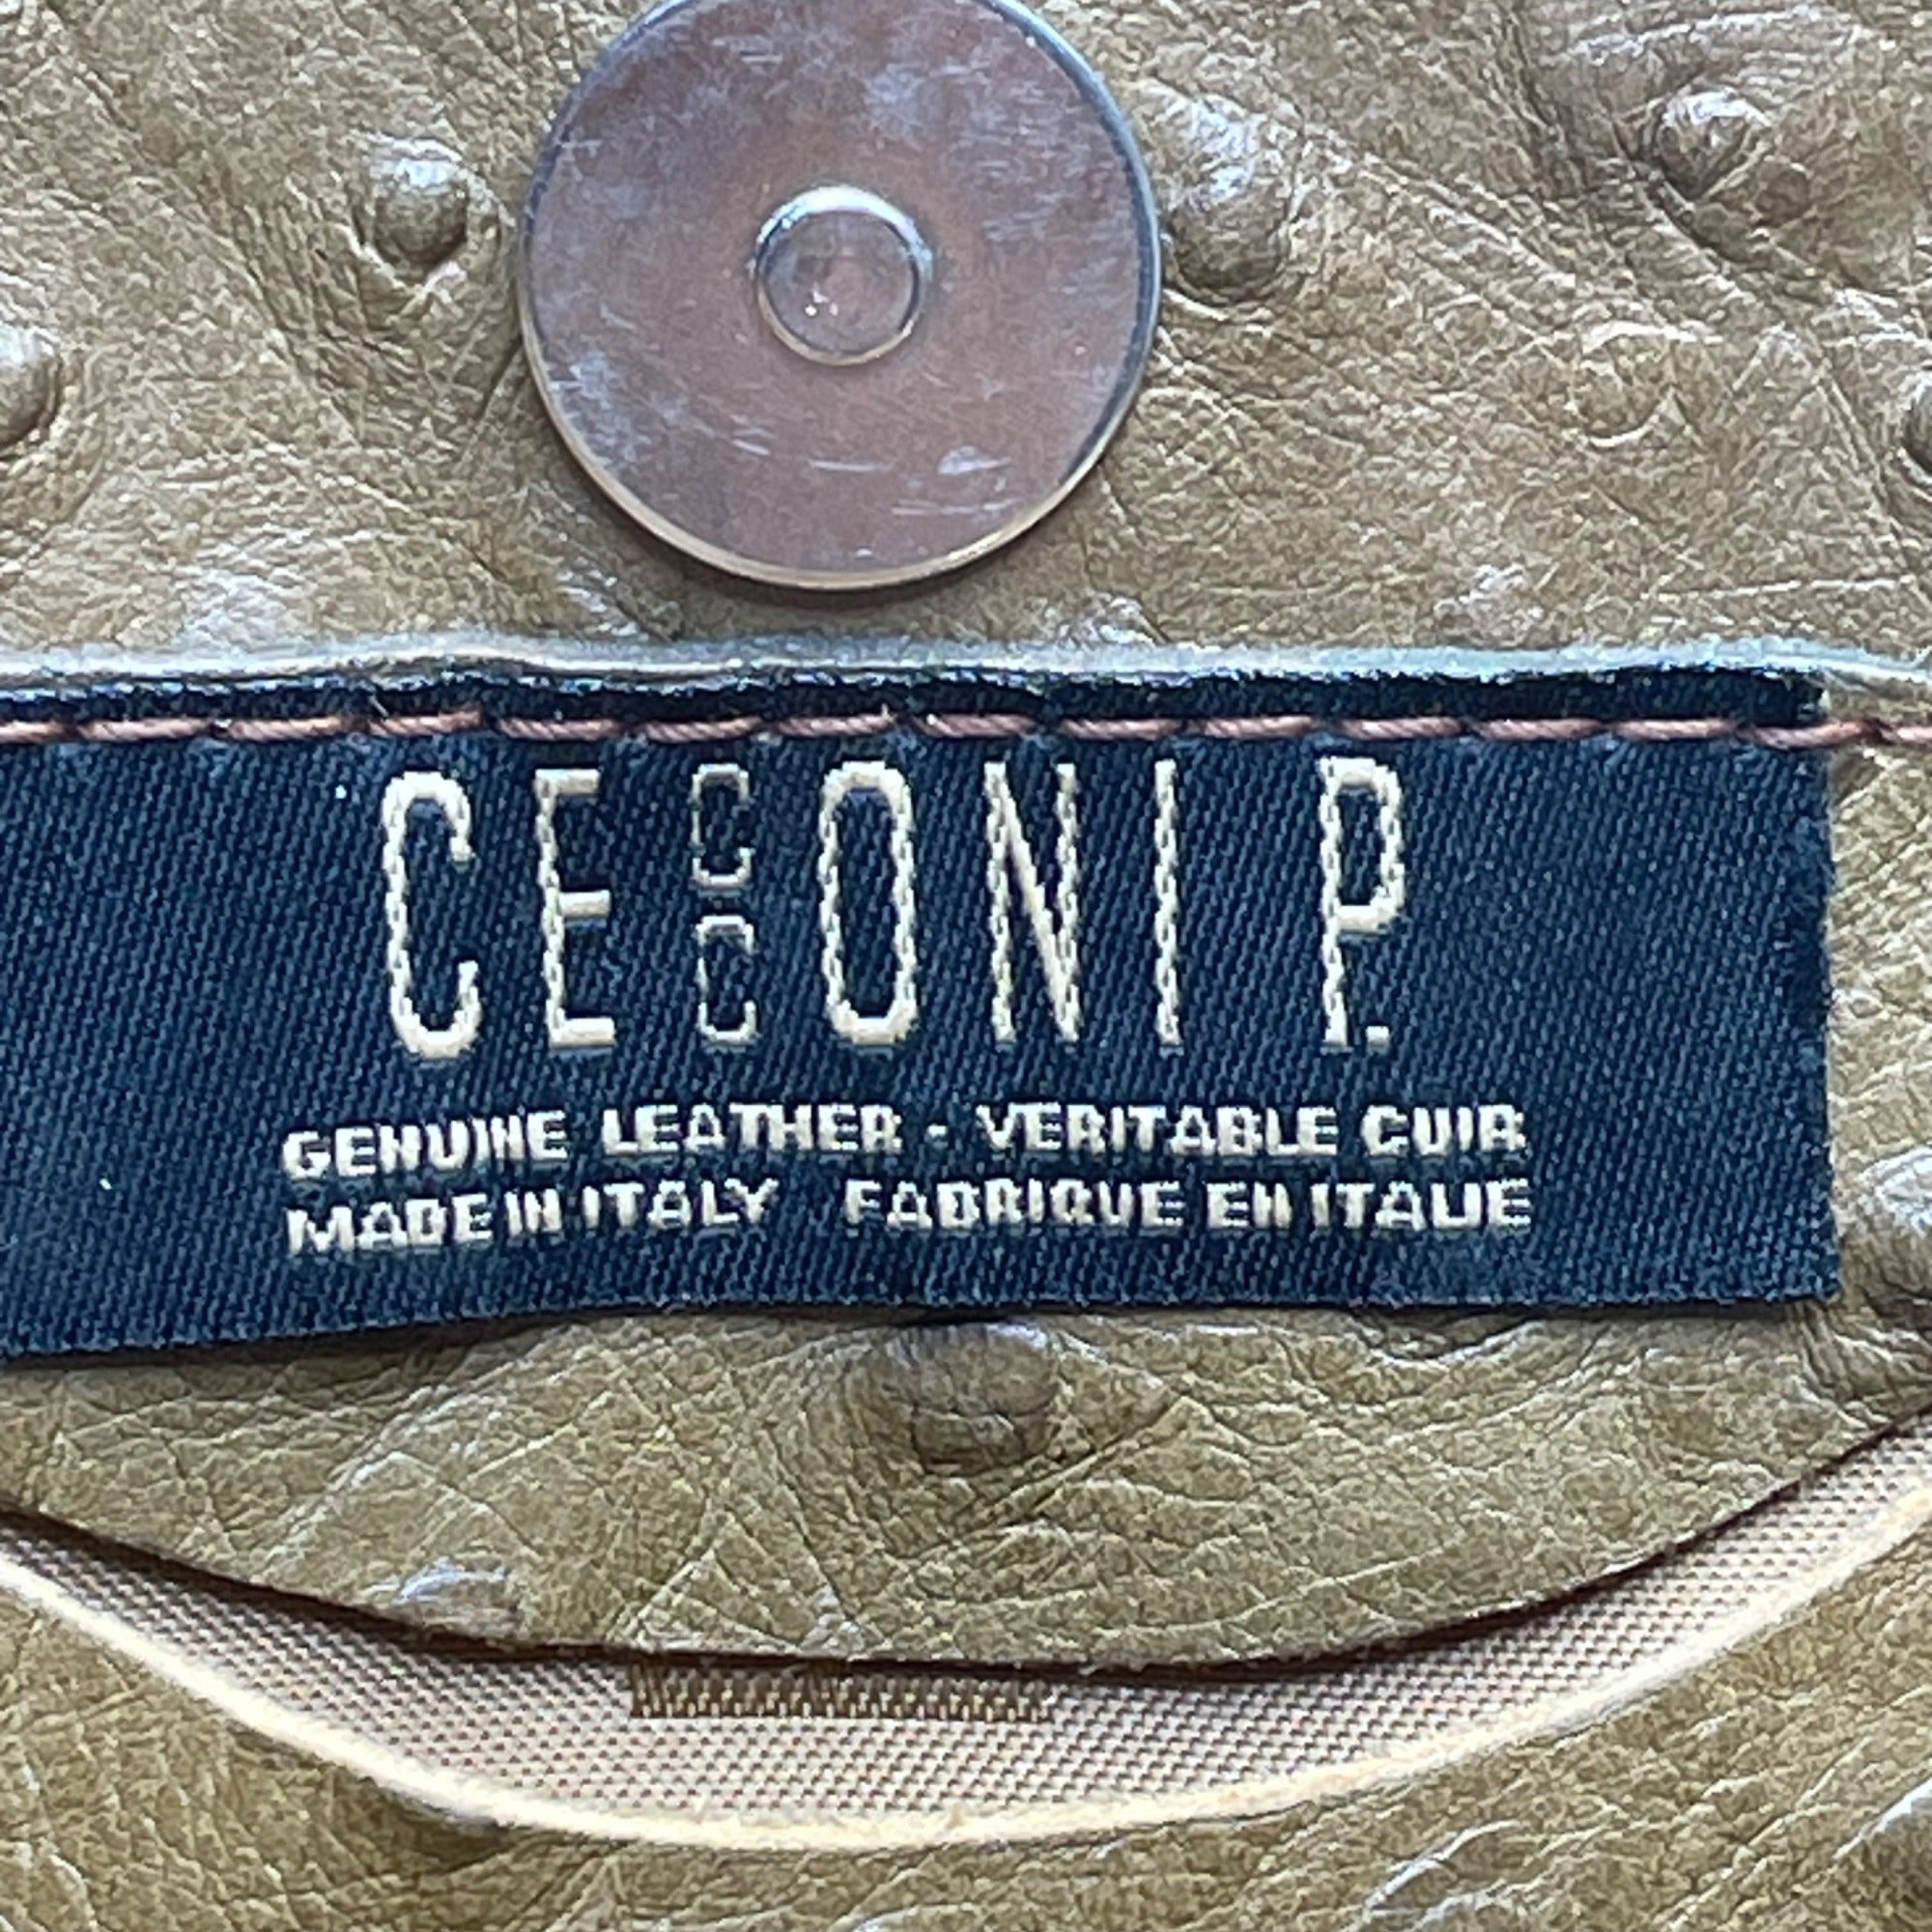 CECCONI P.
GENUINE LEATHER - VERITABLE CUIR
MADE IN ITALY FABRIQUE EN ITALIE